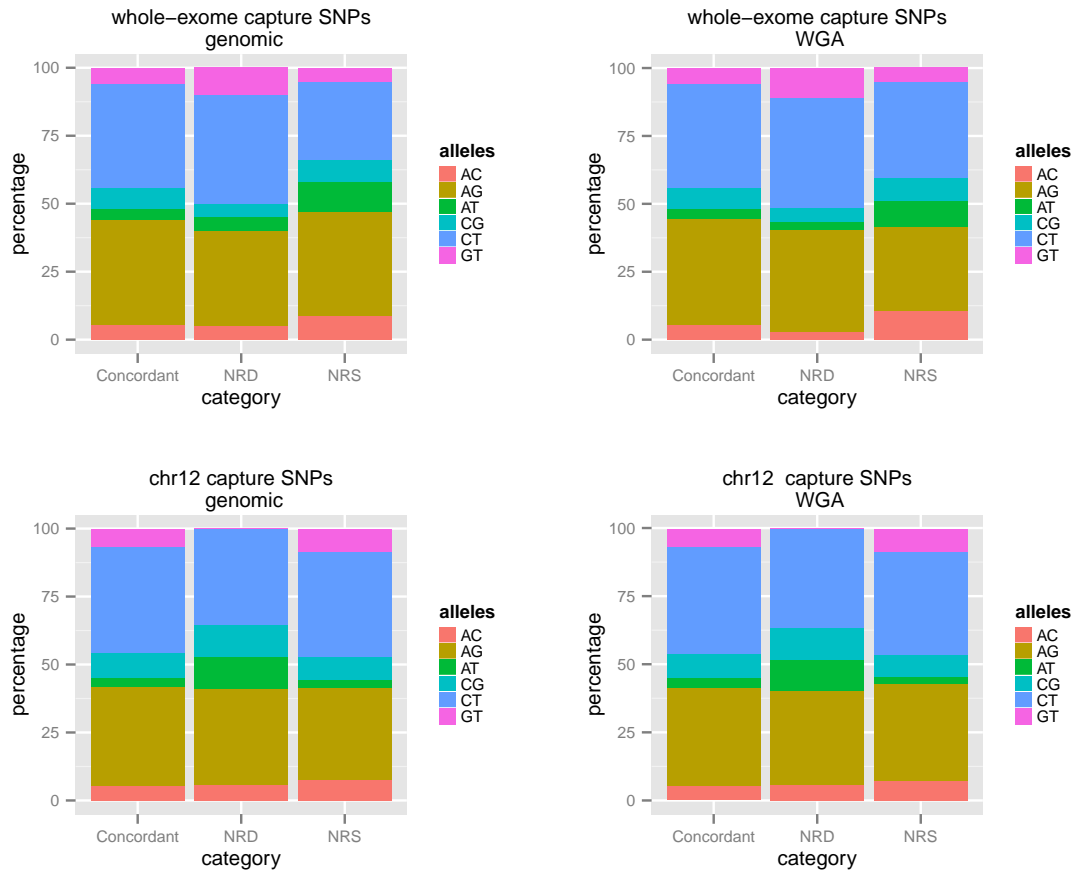 whole−exome capture SNPs
genomic
100
75
50
25
0
percentage
Concordant NRD NRS
category
alleles
AC
AG
AT
CG
CT
GT
whole−exome capture SNPs
WGA
100
75
50
25
0
percentage
Concordant NRD NRS
category
alleles
AC
AG
AT
CG
CT
GT
chr12 capture SNPs
genomic
100
75
50
25
0
percentage
Concordant NRD NRS
category
alleles
AC
AG
AT
CG
CT
GT
chr12 capture SNPs
WGA
100
75
50
25
0
percentage
Concordant NRD NRS
category
alleles
AC
AG
AT
CG
CT
GT